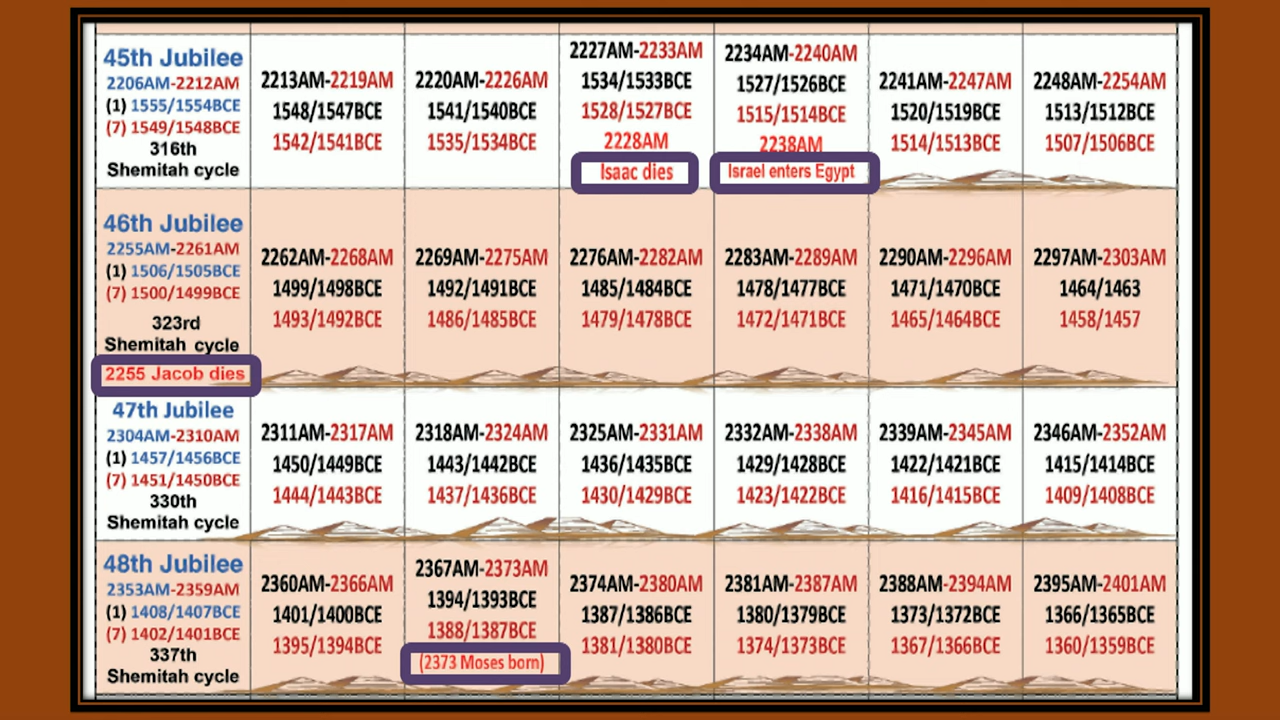 45th Jubilee
2206AM-2212AM
(1) 1555/1554BCE
(7) 1549/1548BCE
316th
Shemitah cycle
2213AM-2219AM
1548/1547BCE
1542/1541BCE
2220AM-2226AM
1541/1540BCE
1535/1534BCE
2227AM-2233AM
1534/1533BCE
1528/1527BCE
2228AM
Isaac dies
2234AM-2240AM
1527/1526BCE
1515/1514BCE
2238AM
Israel enters Egypt
2241AM-2247AM
1520/1519BCE
1514/1513BCE
2248AM-2254AM
1513/1512BCE
1507/1506BCE
46th Jubilee
2255AM-2261AM
(1) 1506/1505BCE
(7) 1500/1499BCE
323rd
Shemitah cycle
2255 Jacob dies
2262AM-2268AM
1499/1498BCE
1493/1492BCE
2269AM-2275AM
1492/1491BCE
1486/1485BCE
2276AM-2282AM
1485/1484BCE
1479/1478BCE
2283AM-2289AM
1478/1477BCE
1472/1471BCE
2290AM-2296AM
1471/1470BCE
1465/1464BCE
2297AM-2303AM
1464/1463
1458/1457
47th Jubilee
2304AM-2310AM
(1) 1457/1456BCE
(7) 1451/1450BCE
330th
Shemitah cycle
2311AM-2317AM
1450/1449BCE
1444/1443BCE
2318AM-2324AM
1443/1442BCE
1437/1436BCE
2325AM-2331AM
1436/1435BCE
1430/1429BCE
2332AM-2338AM
1429/1428BCE
1423/1422BCE
2339AM-2345AM
1422/1421BCE
1416/1415BCE
2346AM-2352AM
1415/1414BCE
1409/1408BCE
48th Jubilee
2353AM-2359AM
(1) 1408/1407BCE
(7) 1402/1401BCE
337th
Shemitah cycle
2360AM-2366AM
1401/1400BCE
1395/1394BCE
2367AM-2373AM
1394/1393BCE
1388/1387BCE
(2373 Moses born)
2374AM-2380AM
1387/1386BCE
1381/1380BCE
2381AM-2387AM
1380/1379BCE
1374/1373BCE
2388AM-2394AM
1373/1372BCE
1367/1366BCE
2395AM-2401AM
1366/1365BCE
1360/1359BCE